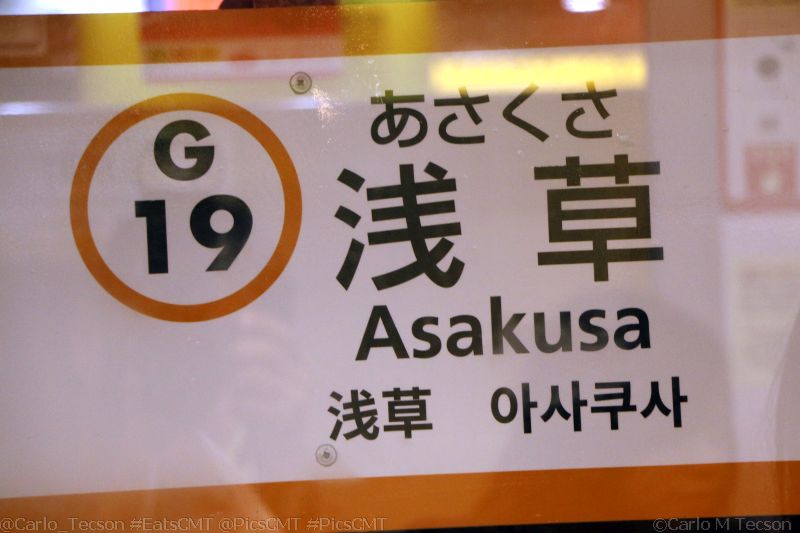 G
19
あさくさ
浅草
Asakusa
浅草 아사쿠사
@Carlo_Tecson #EatsCMT @PicsCMT #PicsCMT
©Carlo M Tecson